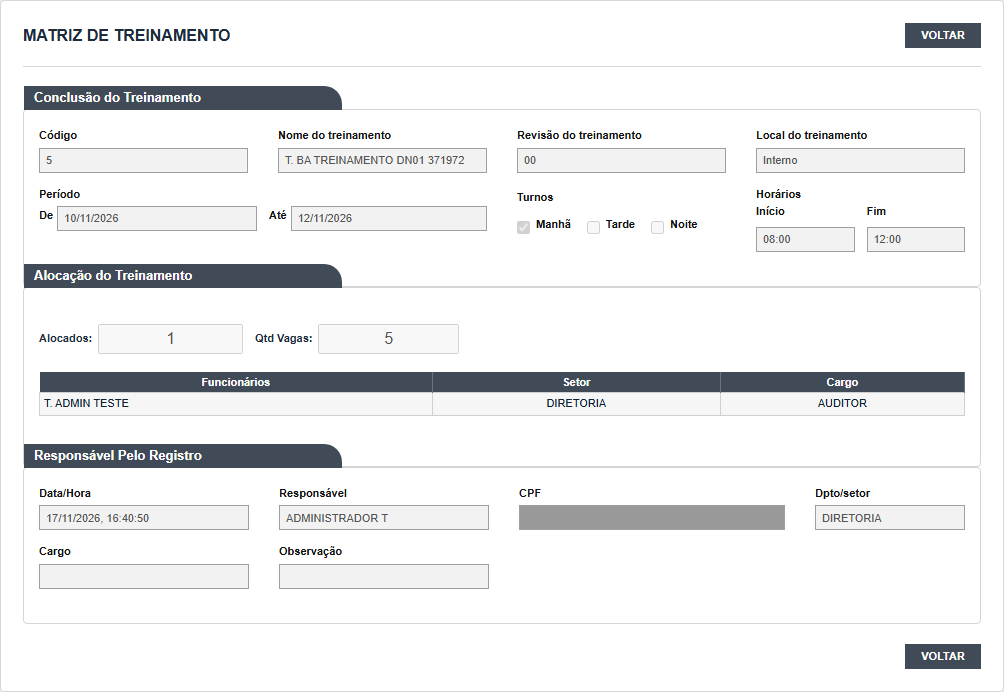 MATRIZ DE TREINAMENTO
VOLTAR
Conclusão do Treinamento
Código Nome do treinamento Revisão do treinamento Local do treinamento
5 T. BA TREINAMENTO DN01 371972 00 Interno
Período Turnos Horários
De 10/11/2026 Até 12/11/2026 Manhã Tarde Noite Início Fim
08:00 12:00
Alocação do Treinamento
Alocados: 1 Qtd Vagas: 5
Funcionários Setor Cargo
T. ADMIN TESTE DIRETORIA AUDITOR
Responsável Pelo Registro
Data/Hora Responsável CPF Dpto/setor
17/11/2026, 16:40:50 ADMINISTRADOR T DIRETORIA
Cargo Observação
VOLTAR